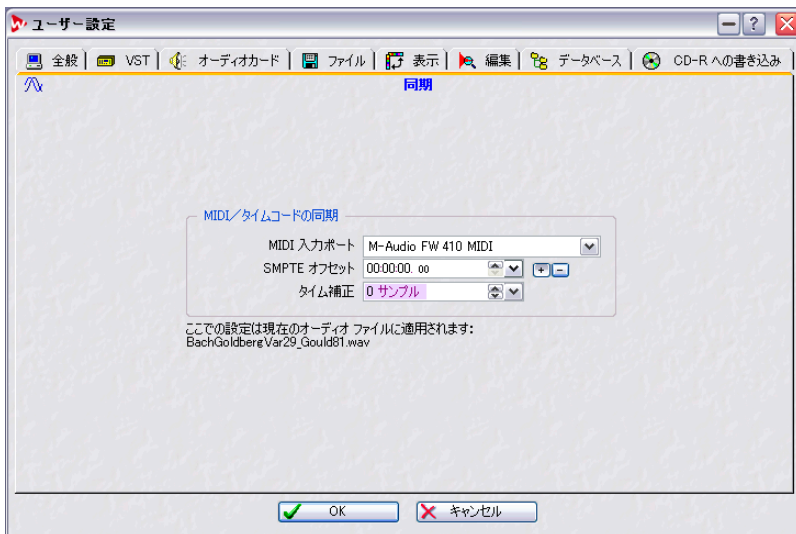 ユーザー設定
全般 VST オーディオカード ファイル 表示 編集 データベース CD-R への書き込み
同期
MIDI／タイムコードの同期
MIDI 入力ポート M-Audio FW 410 MIDI
SMPTE オフセット 00:00:00. 00
タイム補正 0 サンプル
ここでの設定は現在のオーディオ ファイルに適用されます：
BachGoldbergVar29_Gould81.wav
OK キャンセル